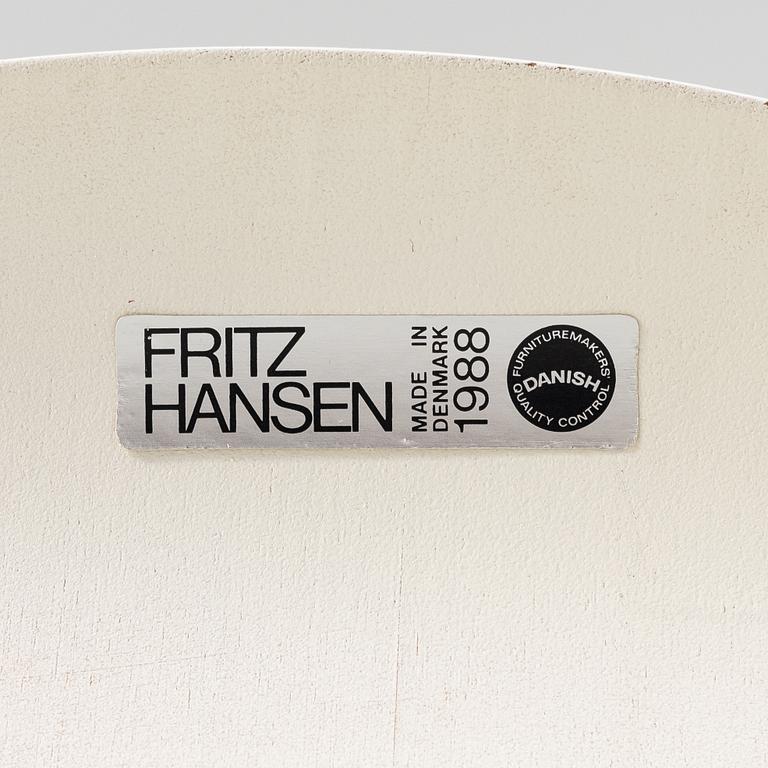 FRITZ
HANSEN
MADE IN
DENMARK
1988
FURNITUREMAKERS'
DANISH
QUALITY CONTROL